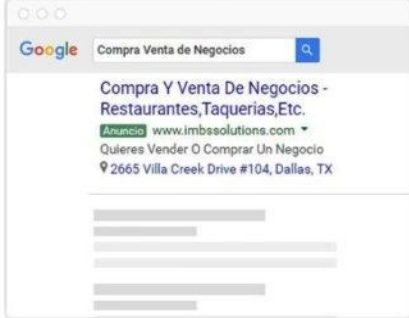 Google Compra Venta de Negocios
Compra Y Venta De Negocios -
Restaurantes,Taquerias,Etc.
Anuncio www.imbssolutions.com
Quieres Vender O Comprar Un Negocio
2665 Villa Creek Drive #104, Dallas, TX